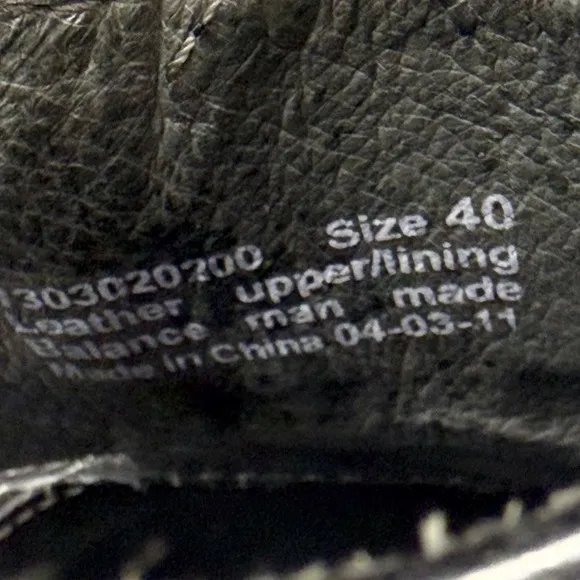 1303020200 Size 40
Leather upper/lining
Balance man made
Made in China 04-03-11